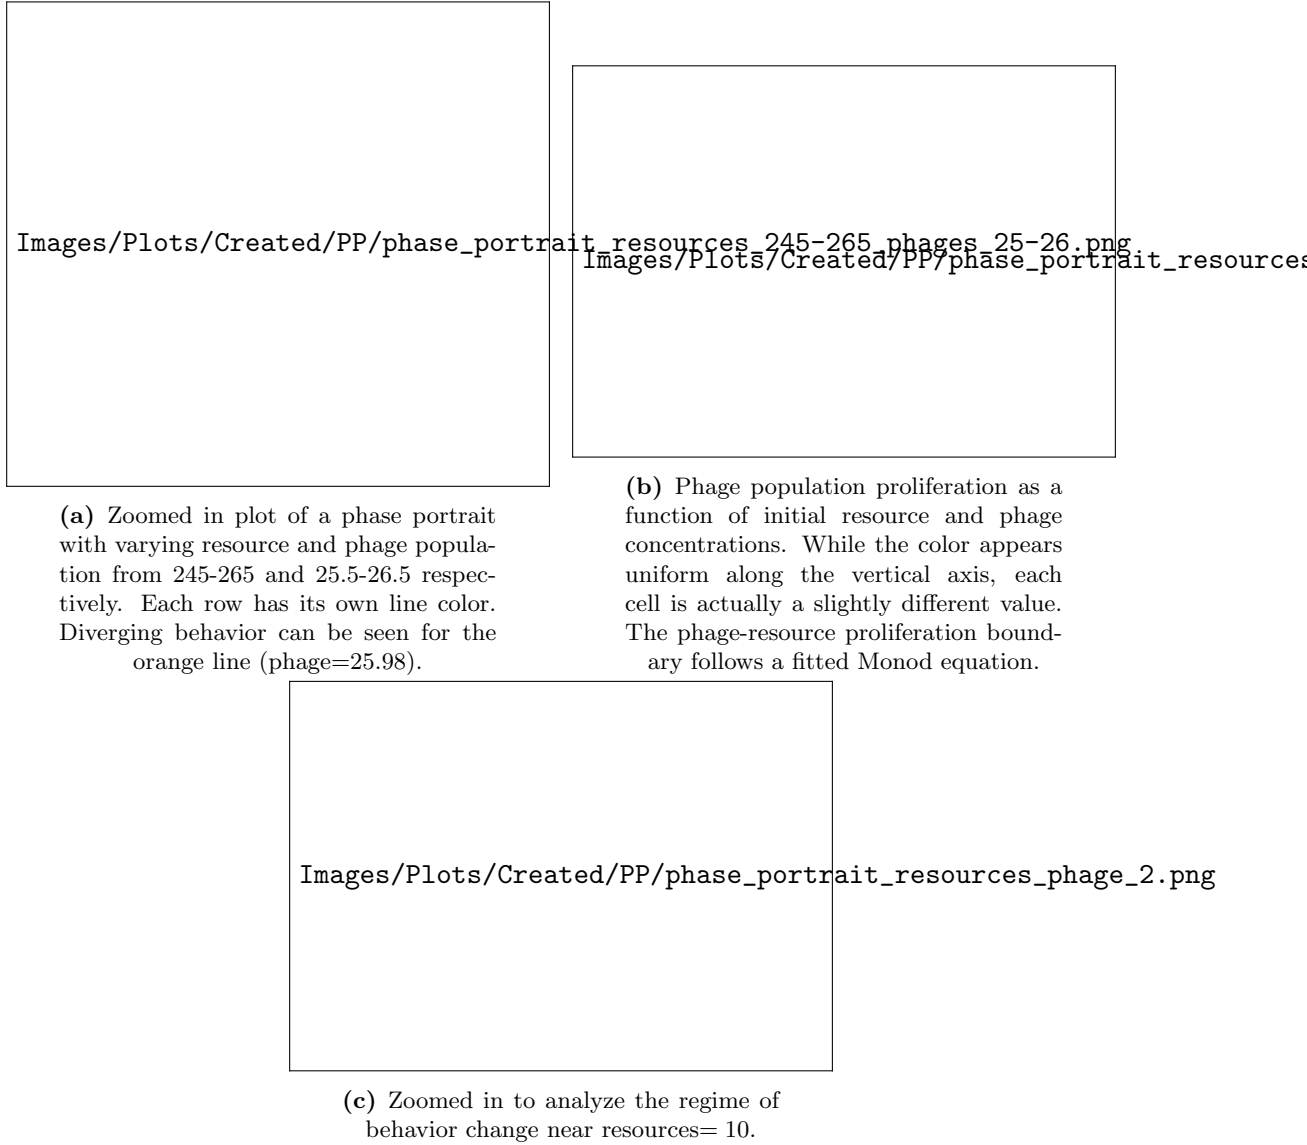 Images/Plots/Created/PP/phase_portrait_resources_245-265_phages_25-26.png
Images/Plots/Created/PP/phase_portrait_resources
(a) Zoomed in plot of a phase portrait
with varying resource and phage popula-
tion from 245-265 and 25.5-26.5 respec-
tively. Each row has its own line color.
Diverging behavior can be seen for the
orange line (phage=25.98).
(b) Phage population proliferation as a
function of initial resource and phage
concentrations. While the color appears
uniform along the vertical axis, each
cell is actually a slightly different value.
The phage-resource proliferation bound-
ary follows a fitted Monod equation.
Images/Plots/Created/PP/phase_portrait_resources_phage_2.png
(c) Zoomed in to analyze the regime of
behavior change near resources= 10.